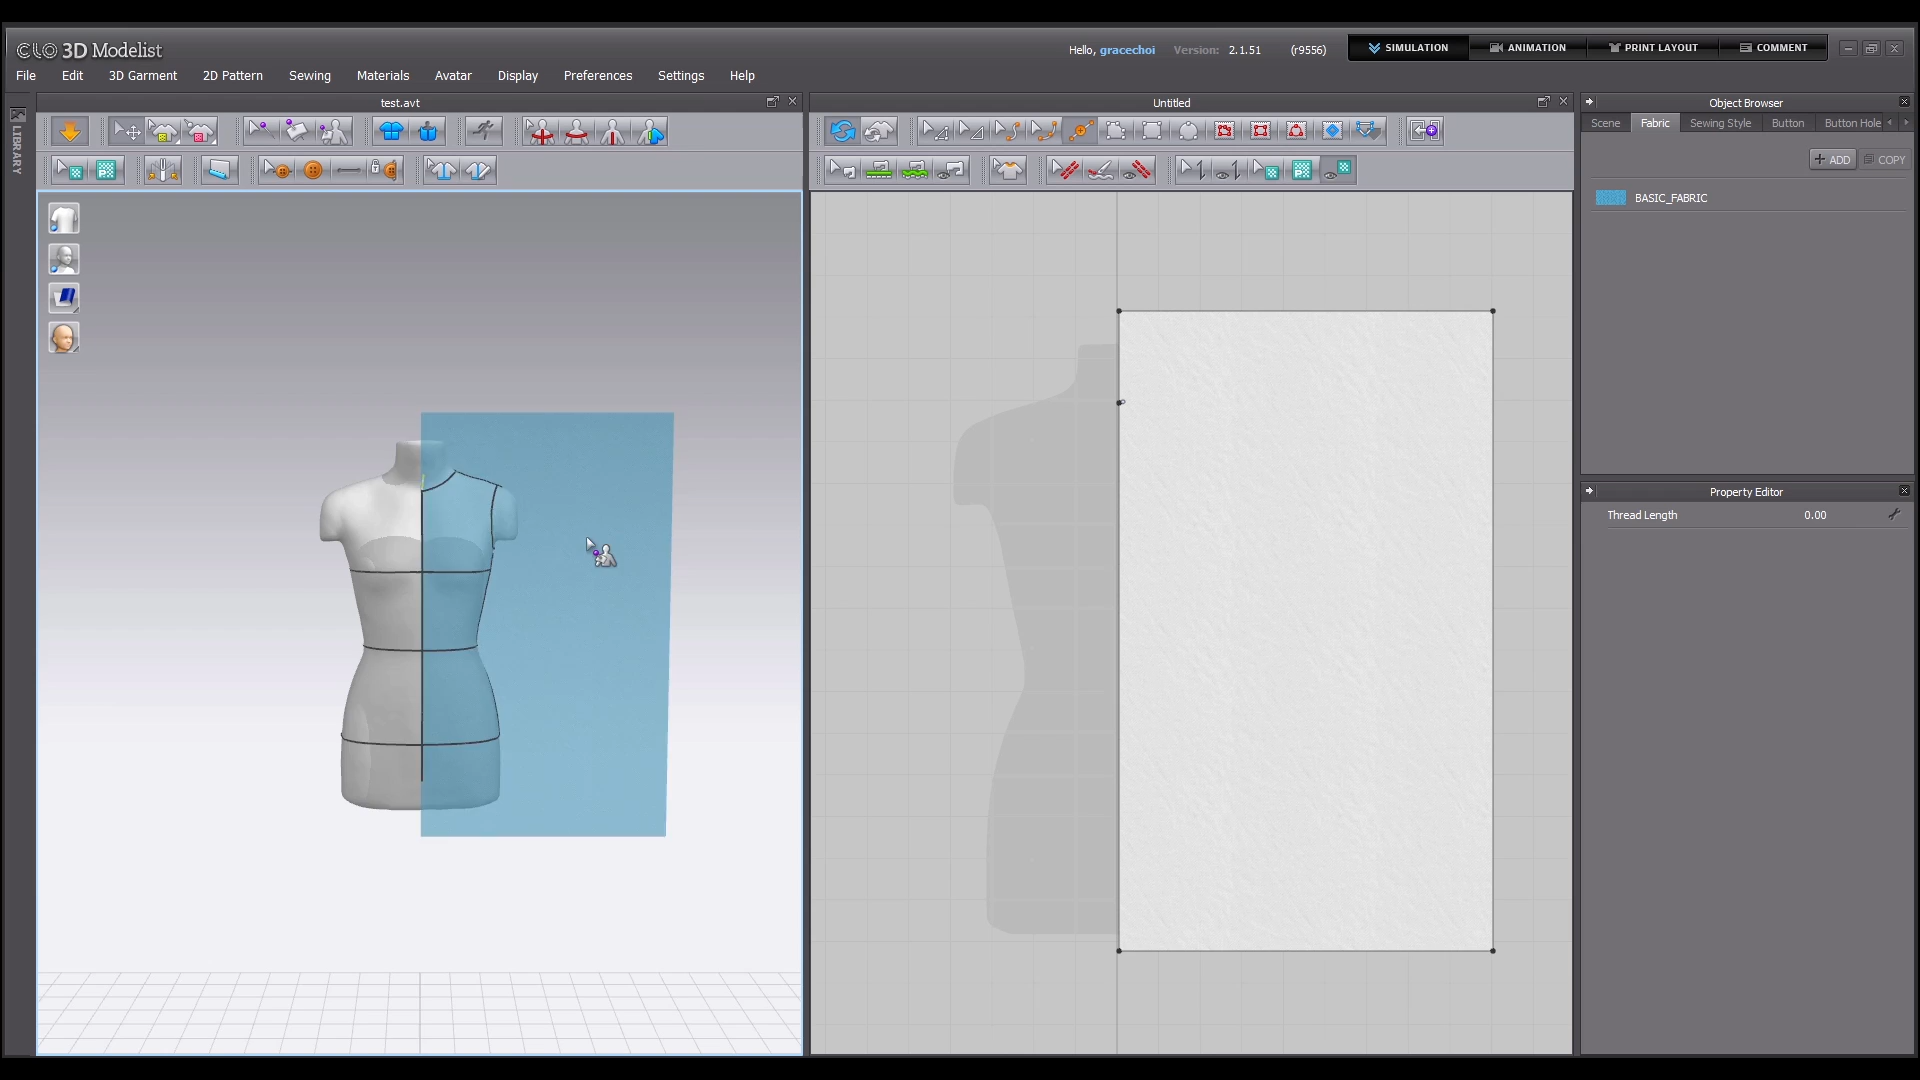 CLO 3D Modelist
Hello, gracechoi Version: 2.1.51 (r9556)
SIMULATION ANIMATION PRINT LAYOUT COMMENT
File Edit 3D Garment 2D Pattern Sewing Materials Avatar Display Preferences Settings Help
LIBRARY
test.avt
Untitled
Object Browser
Scene Fabric Sewing Style Button Button Hole
+ ADD COPY
BASIC_FABRIC
Property Editor
Thread Length 0.00